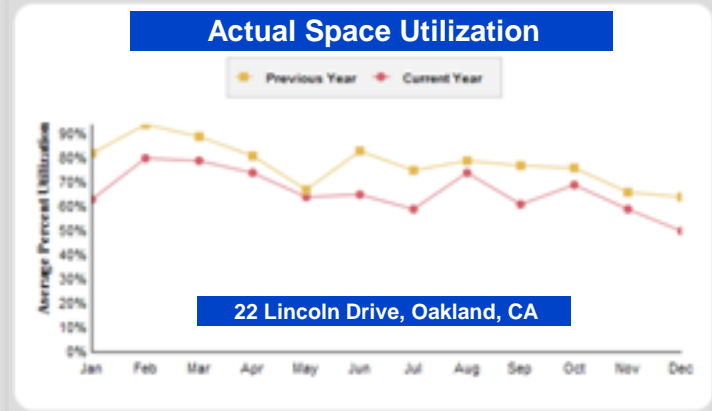 Actual Space Utilization
Previous Year Current Year
Average Percent Utilization
90%
80%
70%
60%
50%
40%
30%
20%
10%
0%
22 Lincoln Drive, Oakland, CA
Jan Feb Mar Apr May Jun Jul Aug Sep Oct Nov Dec